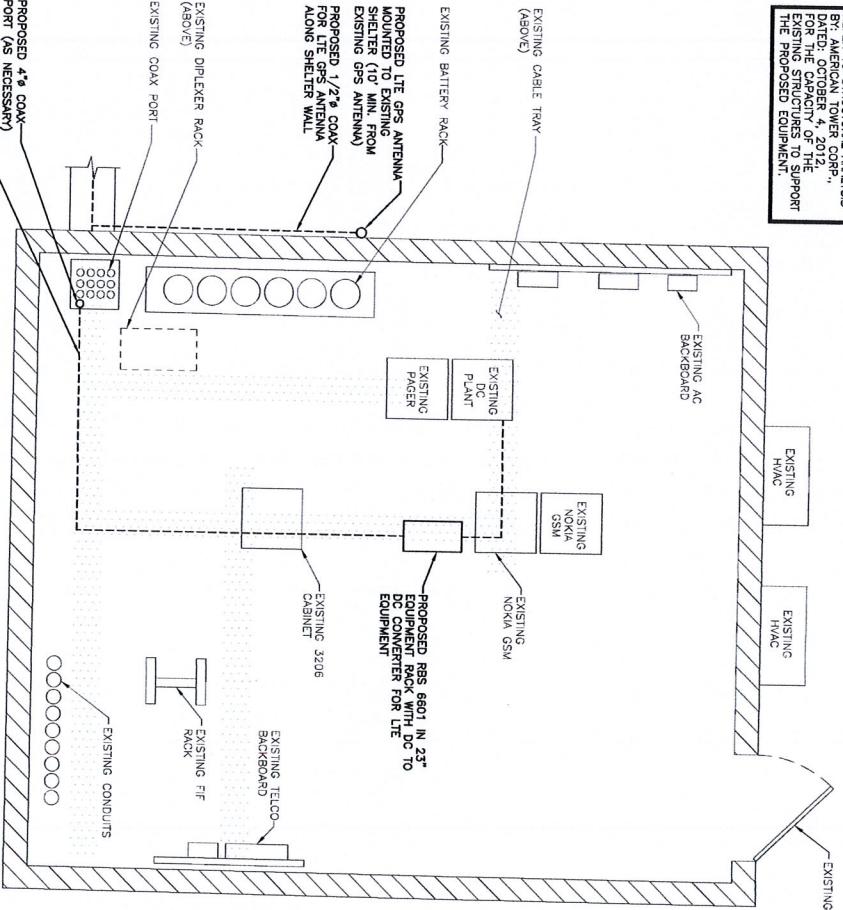 BY: AMERICAN TOWER CORP.,
DATED: OCTOBER 4, 2012,
FOR THE CAPACITY OF THE
EXISTING STRUCTURES TO SUPPORT
THE PROPOSED EQUIPMENT.
EXISTING CABLE TRAY
(ABOVE)
EXISTING BATTERY RACK
PROPOSED LTE GPS ANTENNA
MOUNTED TO EXISTING
SHELTER (10' MIN. FROM
EXISTING GPS ANTENNA)
PROPOSED 1/2"ø COAX
FOR LTE GPS ANTENNA
ALONG SHELTER WALL
EXISTING DIPLEXER RACK
(ABOVE)
EXISTING COAX PORT
PROPOSED 4"ø COAX
PORT (AS NECESSARY)
EXISTING AC
BACKBOARD
EXISTING
HVAC
EXISTING
HVAC
EXISTING
EXISTING
DC
PLANT
EXISTING
PAGER
EXISTING
NOKIA
GSM
EXISTING
NOKIA GSM
PROPOSED RBS 6601 IN 23"
EQUIPMENT RACK WITH DC TO
DC CONVERTER FOR LTE
EQUIPMENT
EXISTING 3206
CABINET
EXISTING FIF
RACK
EXISTING TELCO
BACKBOARD
EXISTING CONDUITS